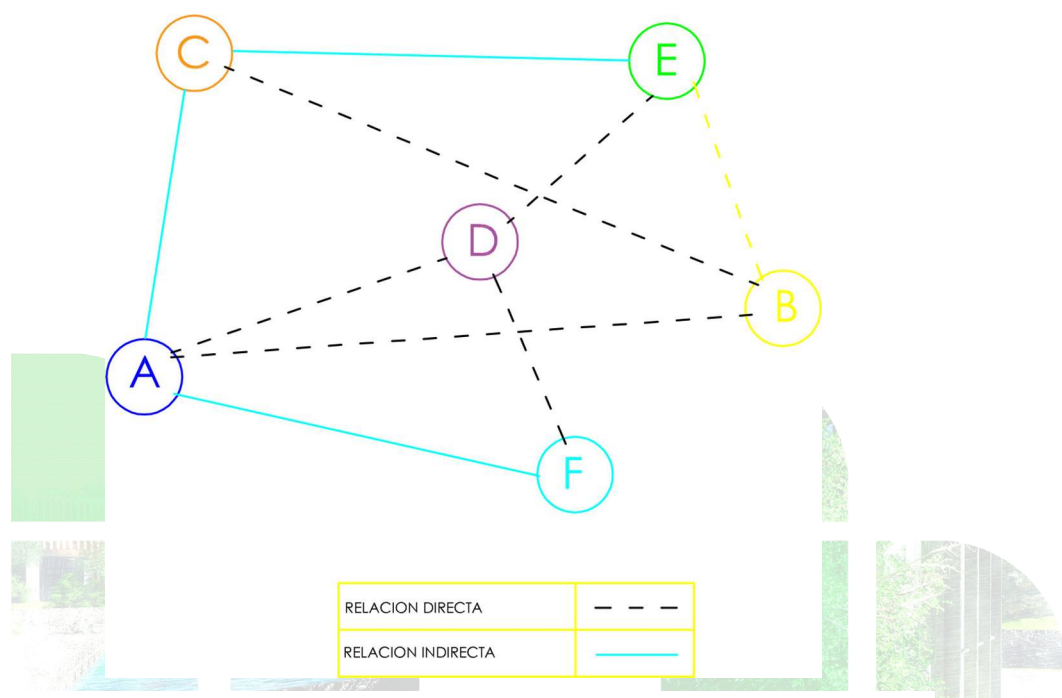 C
E
D
B
A
F
RELACION DIRECTA
RELACION INDIRECTA